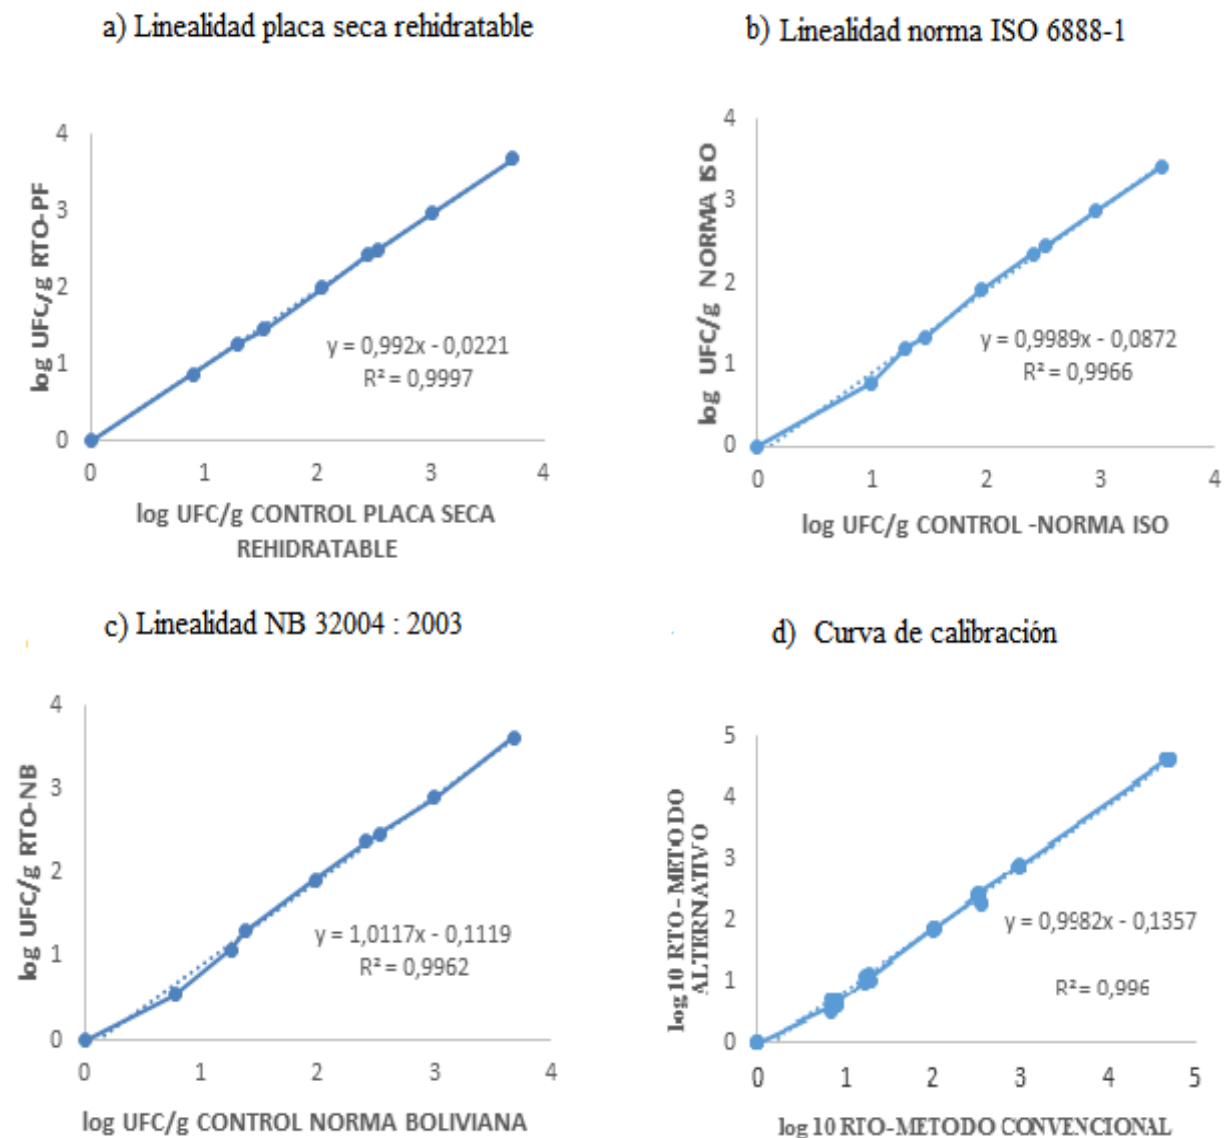 a) Linealidad placa seca rehidratable
4
3
2
1
0
0 1 2 3 4
log UFC/g RTO-PF
y = 0,992x - 0,0221
R² = 0,9997
log UFC/g CONTROL PLACA SECA
REHIDRATABLE
b) Linealidad norma ISO 6888-1
4
3
2
1
0
0 1 2 3 4
log UFC/g NORMA ISO
y = 0,9989x - 0,0872
R² = 0,9966
log UFC/g CONTROL -NORMA ISO
c) Linealidad NB 32004 : 2003
4
3
2
1
0
0 1 2 3 4
log UFC/g RTO-NB
y = 1,0117x - 0,1119
R² = 0,9962
log UFC/g CONTROL NORMA BOLIVIANA
d) Curva de calibración
5
4
3
2
1
0
0 1 2 3 4 5
log10 RTO- METODO
ALTERNATIVO
y = 0,9982x - 0,1357
R² = 0,996
log 10 RTO- METODO CONVENCIONAL